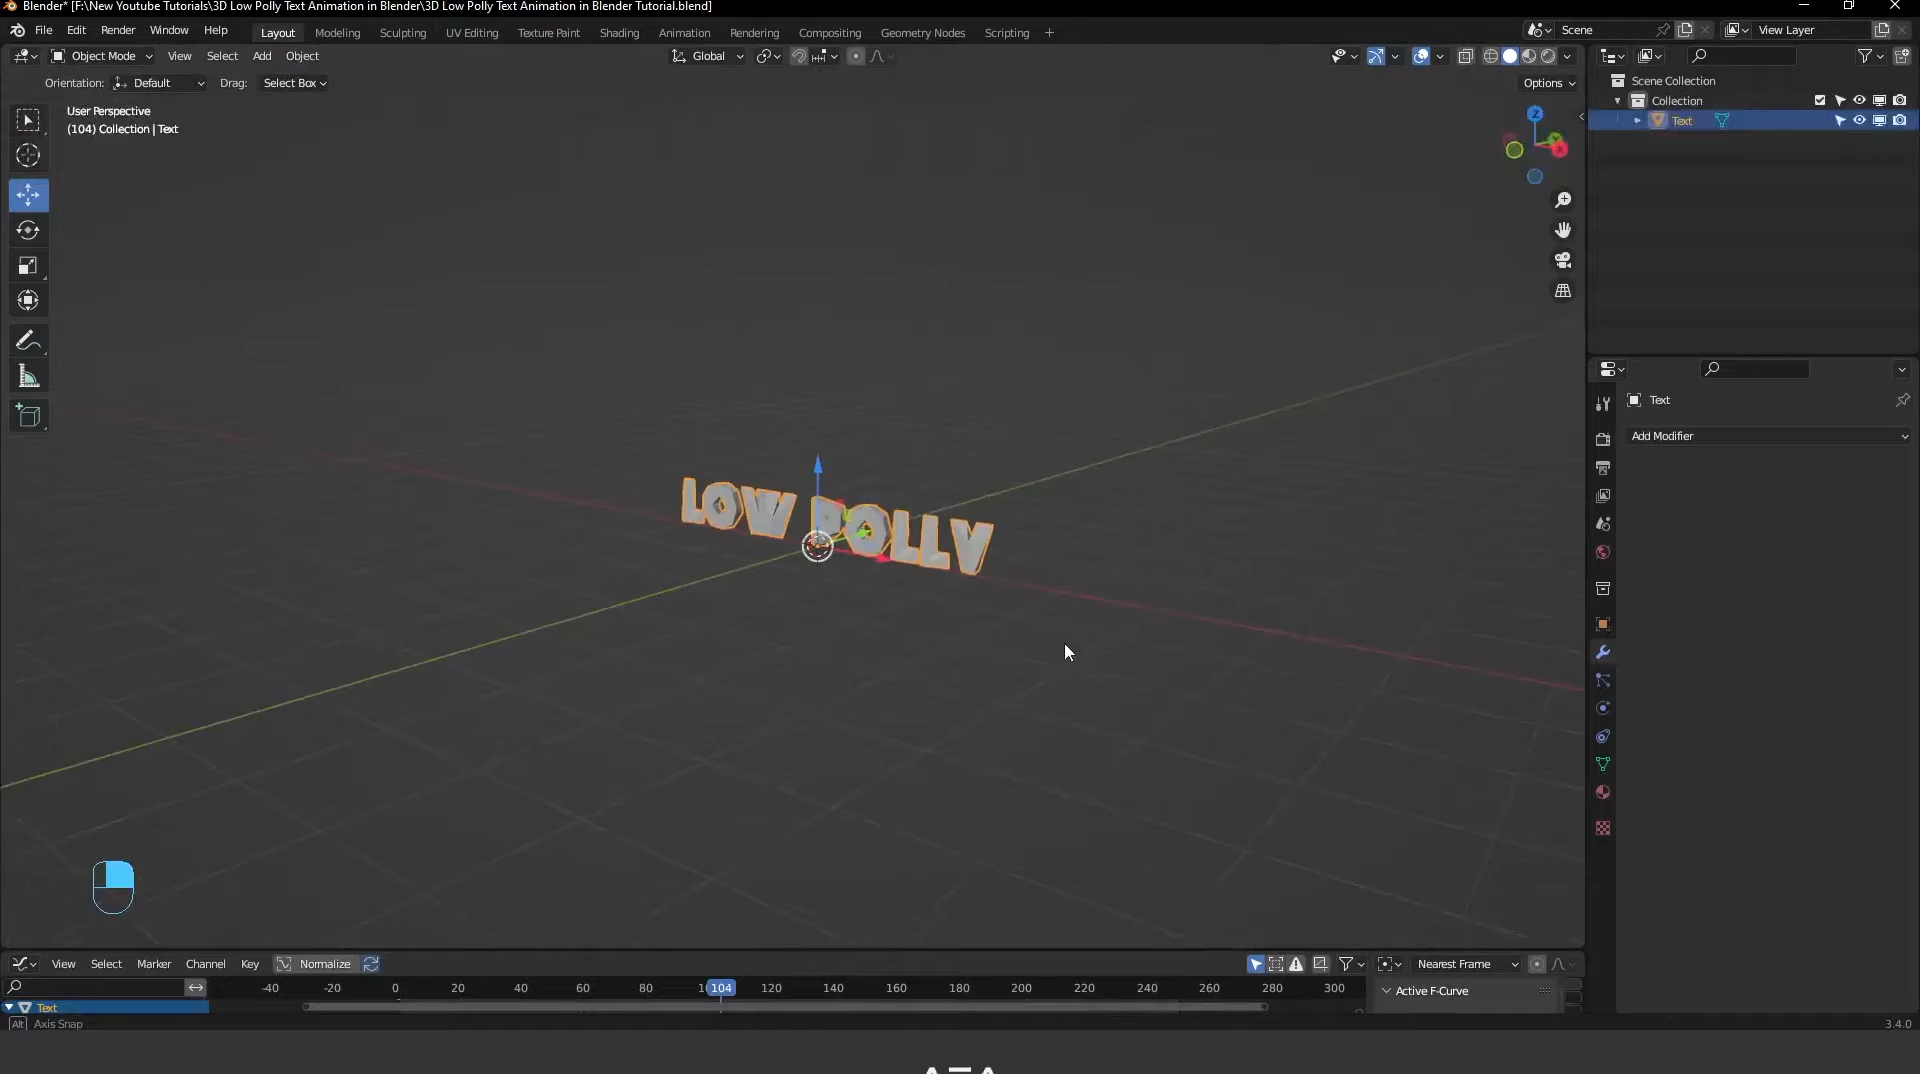 Blender* [F:\New Youtube Tutorials\3D Low Polly Text Animation in Blender\3D Low Polly Text Animation in Blender Tutorial.blend]
File Edit Render Window Help Layout Modeling Sculpting UV Editing Texture Paint Shading Animation Rendering Compositing Geometry Nodes Scripting + Scene View Layer
Object Mode View Select Add Object Global
Orientation: Default Drag: Select Box Options
User Perspective
(104) Collection | Text
Z
Y
X
Scene Collection
Collection
Text
Text
Add Modifier
LOW POLLY
View Select Marker Channel Key Normalize Nearest Frame
-40 -20 0 20 40 60 80 104 120 140 160 180 200 220 240 260 280 300
Active F-Curve
Text
Alt Axis Snap
3.4.0